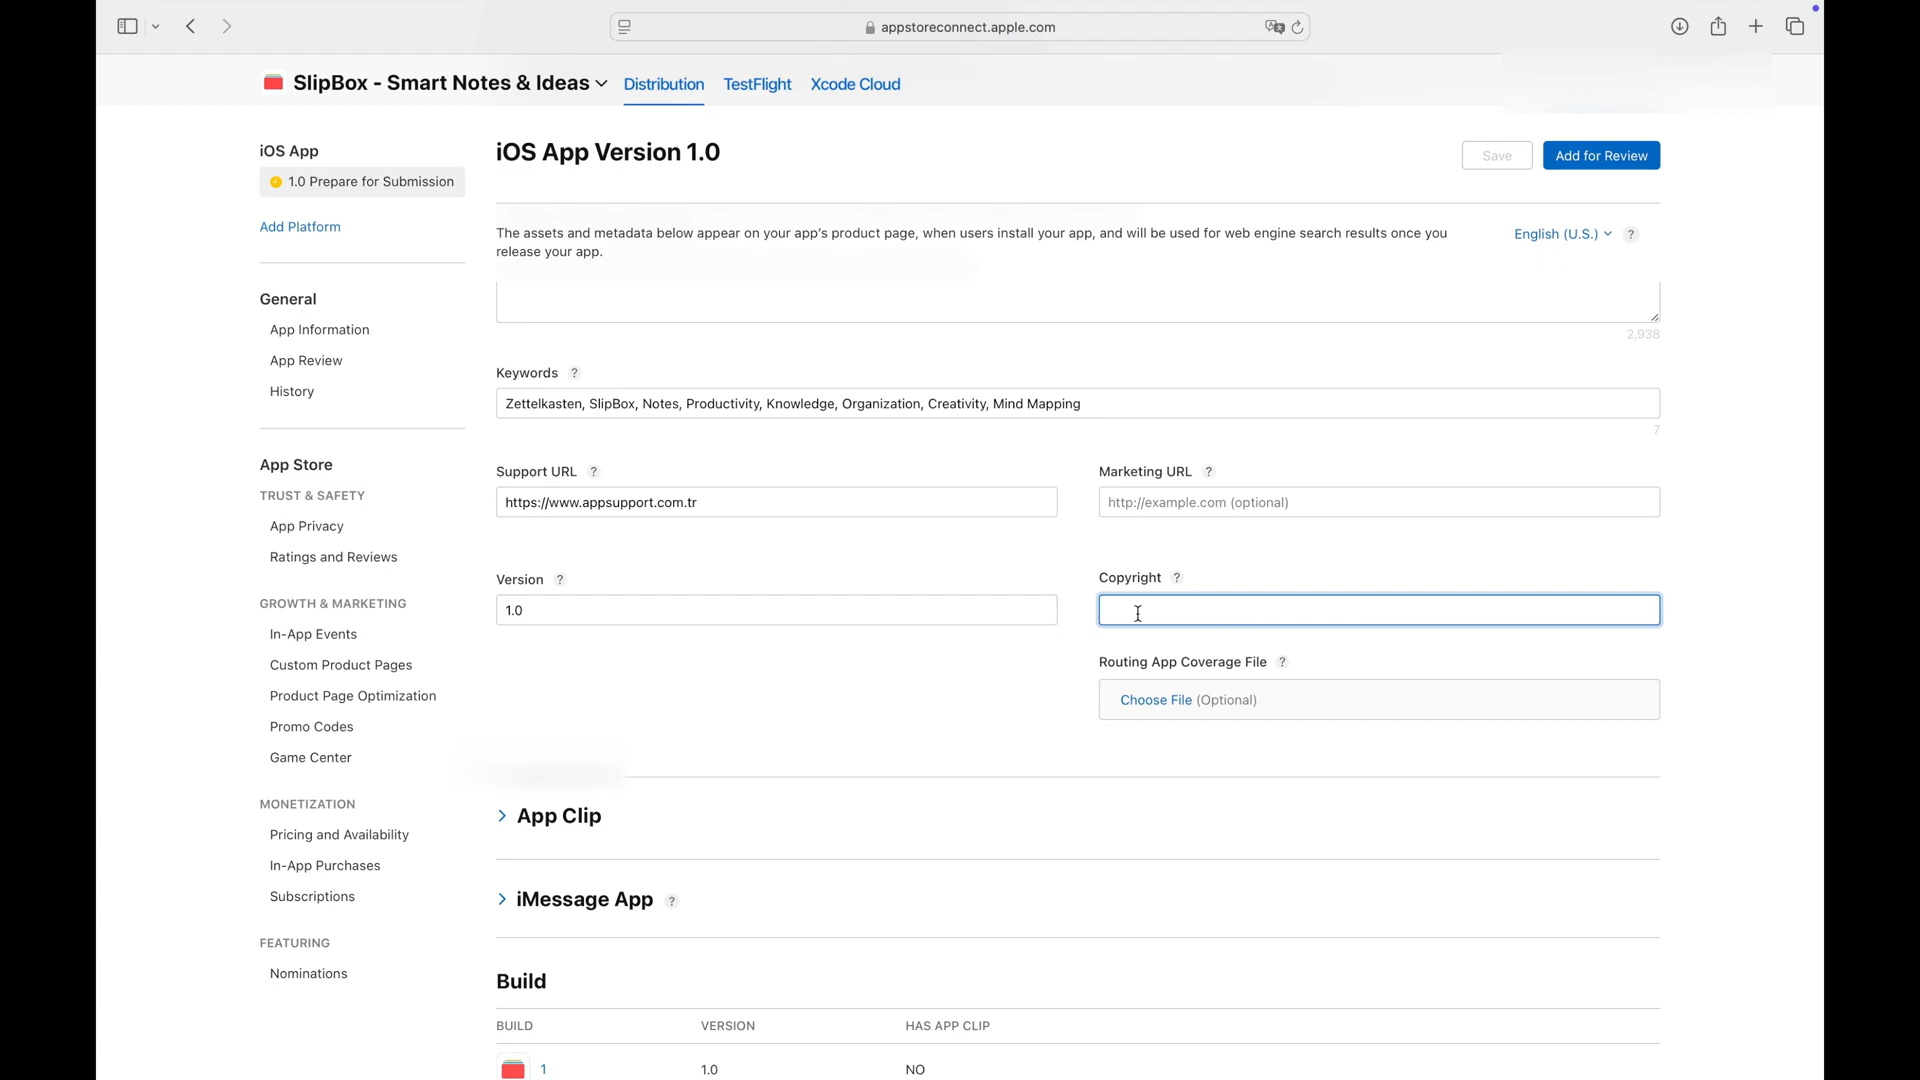 appstoreconnect.apple.com
SlipBox - Smart Notes & Ideas
Distribution
TestFlight
Xcode Cloud
iOS App
1.0 Prepare for Submission
Add Platform
General
App Information
App Review
History
App Store
TRUST & SAFETY
App Privacy
Ratings and Reviews
GROWTH & MARKETING
In-App Events
Custom Product Pages
Product Page Optimization
Promo Codes
Game Center
MONETIZATION
Pricing and Availability
In-App Purchases
Subscriptions
FEATURING
Nominations
iOS App Version 1.0
Save
Add for Review
The assets and metadata below appear on your app's product page, when users install your app, and will be used for web engine search results once you
release your app.
English (U.S.)
?
2,938
Keywords ?
Zettelkasten, SlipBox, Notes, Productivity, Knowledge, Organization, Creativity, Mind Mapping
7
Support URL ?
https://www.appsupport.com.tr
Marketing URL ?
http://example.com (optional)
Version ?
1.0
Copyright ?
Routing App Coverage File ?
Choose File (Optional)
App Clip
iMessage App ?
Build
BUILD VERSION HAS APP CLIP
1 1.0 NO